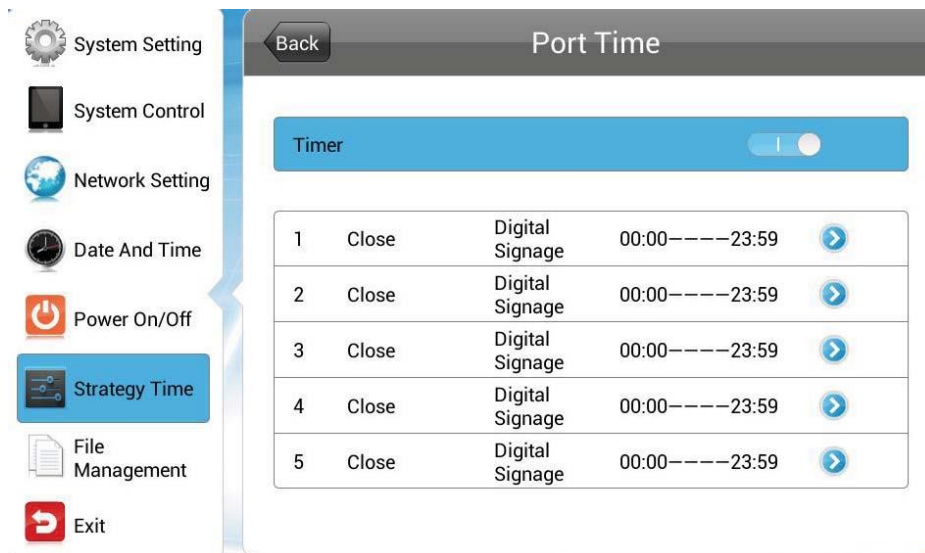 System Setting
System Control
Network Setting
Date And Time
Power On/Off
Strategy Time
File
Management
Exit
Back
Port Time
Timer
1 Close Digital Signage 00:00————23:59
2 Close Digital Signage 00:00————23:59
3 Close Digital Signage 00:00————23:59
4 Close Digital Signage 00:00————23:59
5 Close Digital Signage 00:00————23:59